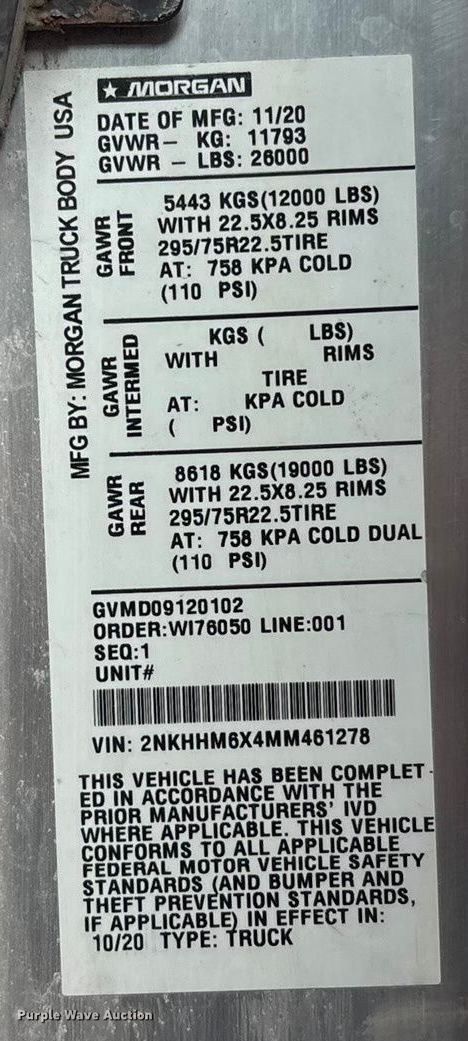 ★ MORGAN
MFG BY: MORGAN TRUCK BODY USA
DATE OF MFG: 11/20
GVWR- KG: 11793
GVWR - LBS: 26000
GAWR FRONT
5443 KGS(12000 LBS)
WITH 22.5X8.25 RIMS
295/75R22.5TIRE
AT: 758 KPA COLD
(110 PSI)
GAWR INTERMED
KGS ( LBS)
WITH RIMS
TIRE
AT: KPA COLD
( PSI)
GAWR REAR
8618 KGS(19000 LBS)
WITH 22.5X8.25 RIMS
295/75R22.5TIRE
AT: 758 KPA COLD DUAL
(110 PSI)
GVMD09120102
ORDER:WI76050 LINE:001
SEQ:1
UNIT#
VIN: 2NKHHM6X4MM461278
THIS VEHICLE HAS BEEN COMPLET-
ED IN ACCORDANCE WITH THE
PRIOR MANUFACTURERS' IVD
WHERE APPLICABLE. THIS VEHICLE
CONFORMS TO ALL APPLICABLE
FEDERAL MOTOR VEHICLE SAFETY
STANDARDS (AND BUMPER AND
THEFT PREVENTION STANDARDS,
IF APPLICABLE) IN EFFECT IN:
10/20 TYPE: TRUCK
Purple Wave Auction